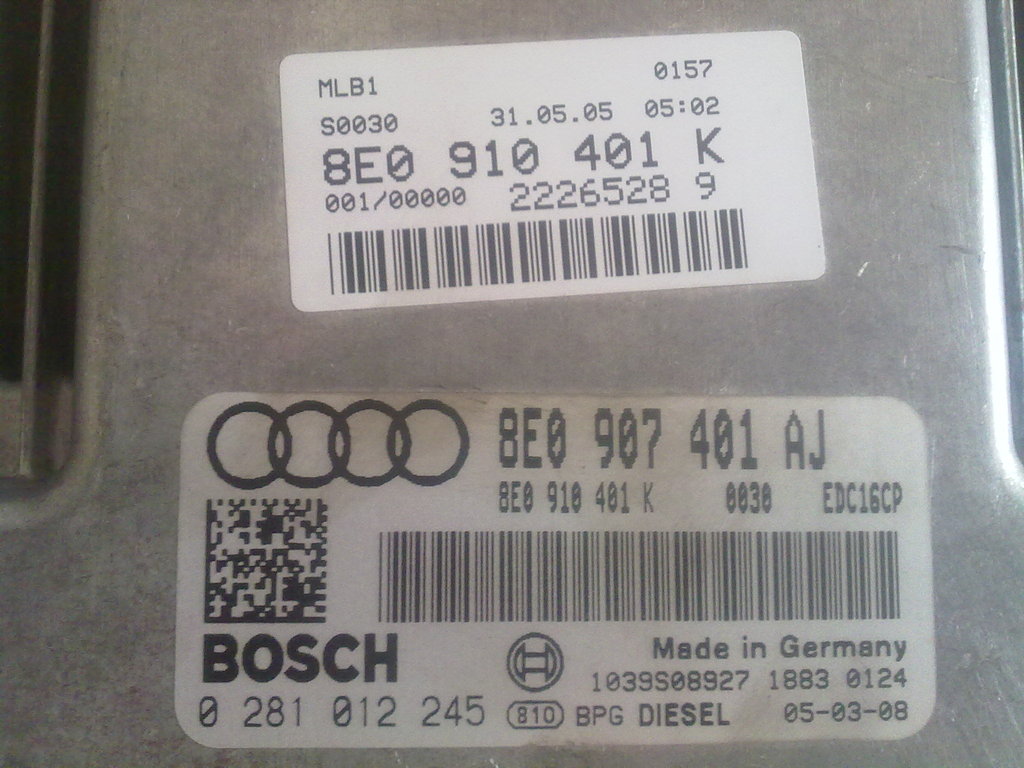 MLB1 0157
S0030 31.05.05 05:02
8E0 910 401 K
001/00000 2226528 9
8E0 907 401 AJ
8E0 910 401 K 0030 EDC16CP
BOSCH Made in Germany
1039S08927 1883 0124
0 281 012 245 810 BPG DIESEL 05-03-08